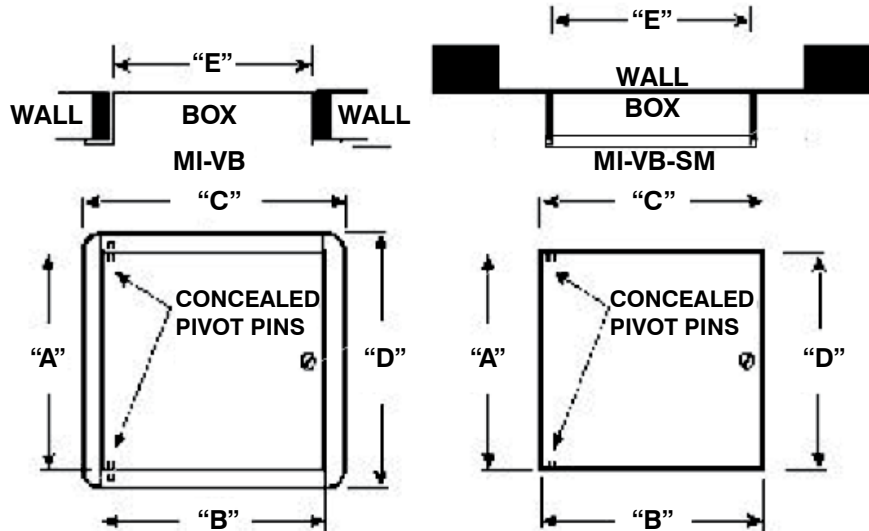 “E”
WALL
BOX
WALL
MI-VB
“C”
CONCEALED
PIVOT PINS
“A”
“D”
“B”
“E”
WALL
BOX
MI-VB-SM
“C”
CONCEALED
PIVOT PINS
“A”
“D”
“B”